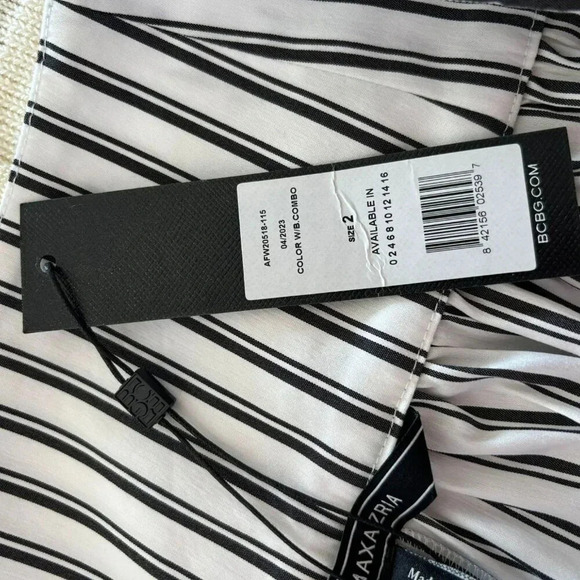 AFW20518-115
04/2023
COLOR W/B.COMBO
SIZE 2
AVAILABLE IN
0 2 4 6 8 10 12 14 16
8 42156 02539 7
BCBG.COM
MAXAZRIA
Ma